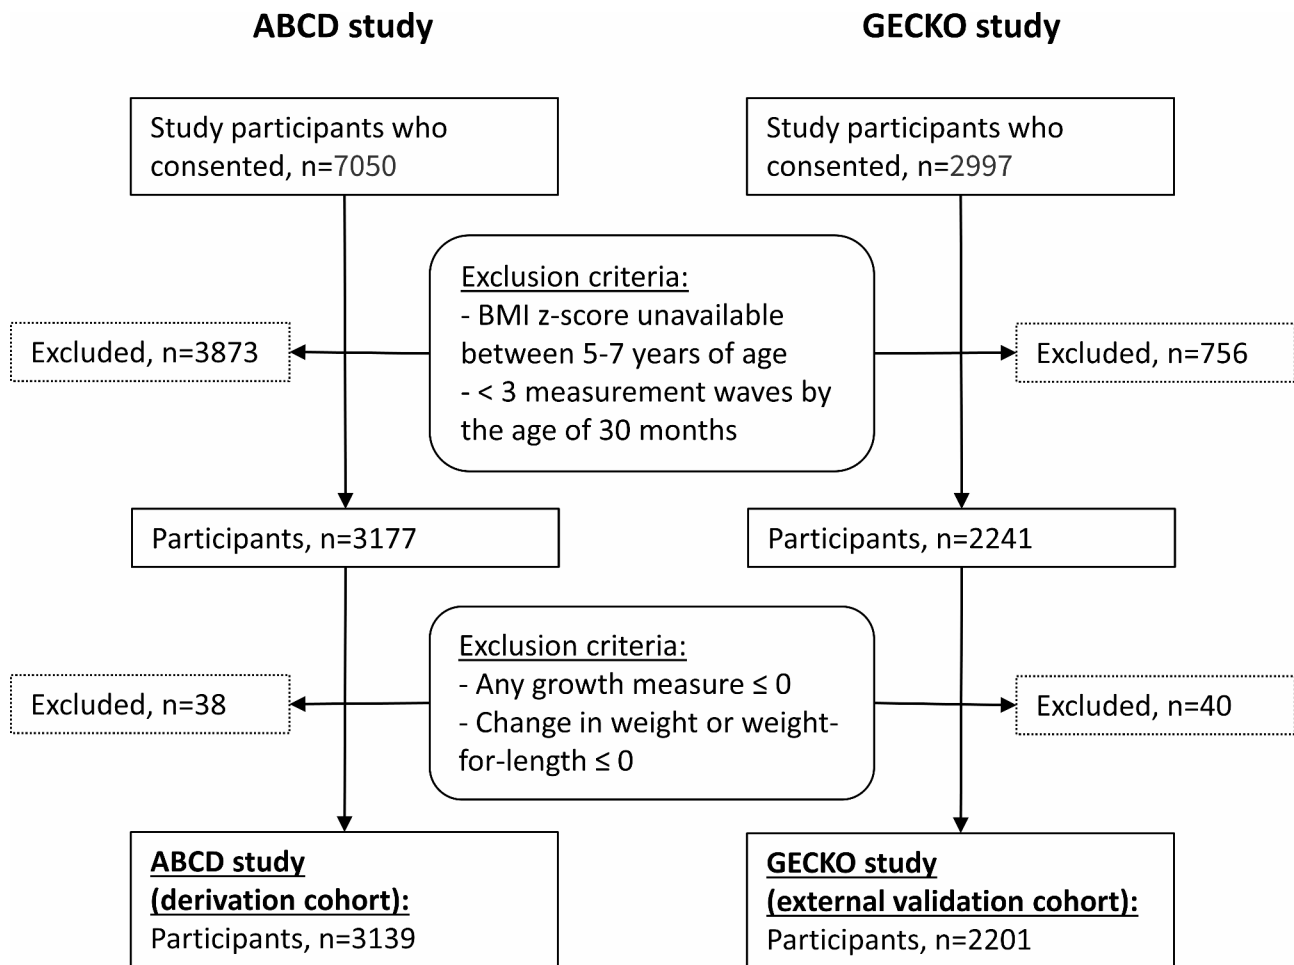 ABCD study
GECKO study
Study participants who
consented, n=7050
Study participants who
consented, n=2997
Exclusion criteria:
- BMI z-score unavailable
between 5-7 years of age
- < 3 measurement waves by
the age of 30 months
Excluded, n=3873
Excluded, n=756
Participants, n=3177
Participants, n=2241
Exclusion criteria:
- Any growth measure ≤ 0
- Change in weight or weight-
for-length ≤ 0
Excluded, n=38
Excluded, n=40
ABCD study
(derivation cohort):
Participants, n=3139
GECKO study
(external validation cohort):
Participants, n=2201